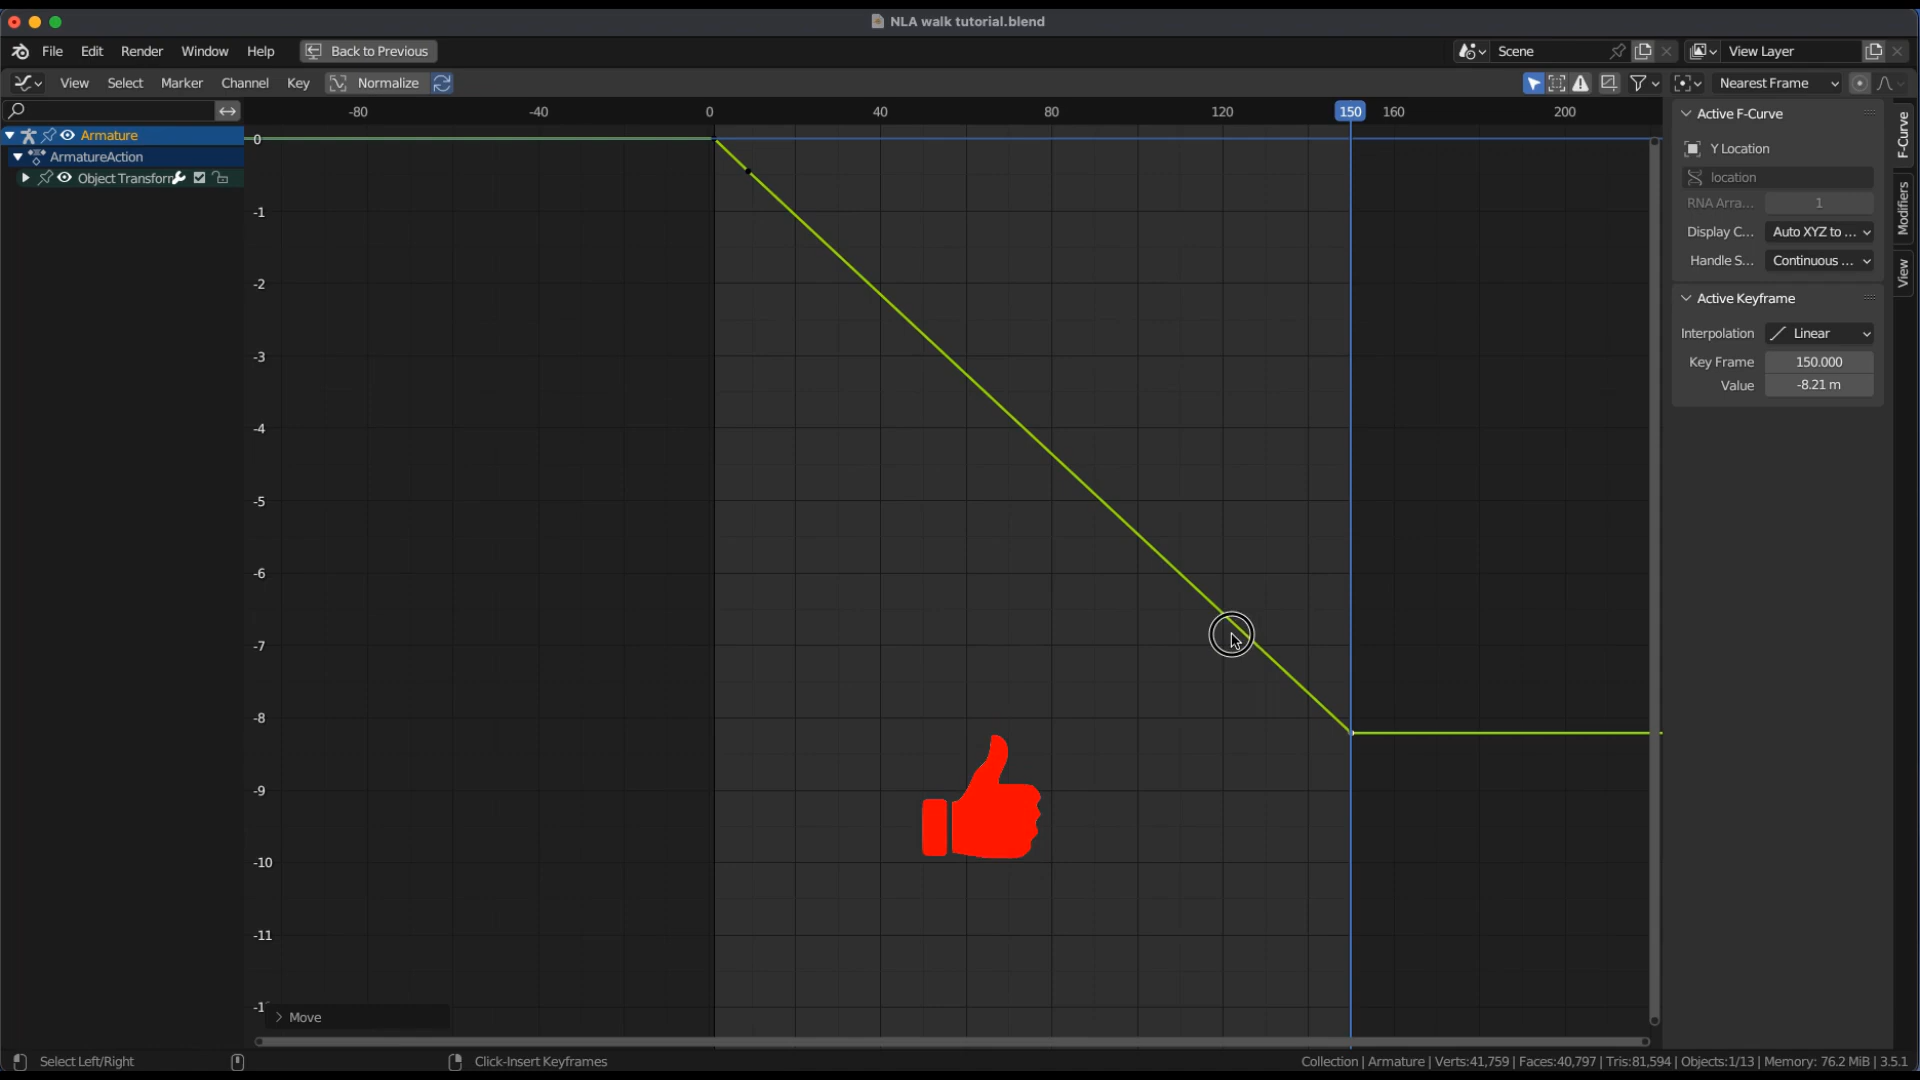 NLA walk tutorial.blend
File Edit Render Window Help Back to Previous Scene View Layer
View Select Marker Channel Key Normalize Nearest Frame
-80 -40 0 40 80 120 150 160 200
Armature
ArmatureAction
Object Transform
0
-1
-2
-3
-4
-5
-6
-7
-8
-9
-10
-11
-1
Move
Active F-Curve
Y Location
location
RNA Arra... 1
Display C... Auto XYZ to ...
Handle S... Continuous ...
Active Keyframe
Interpolation Linear
Key Frame 150.000
Value -8.21 m
F-Curve
Modifiers
View
Select Left/Right Click-Insert Keyframes Collection | Armature | Verts:41,759 | Faces:40,797 | Tris:81,594 | Objects:1/13 | Memory: 76.2 MiB | 3.5.1